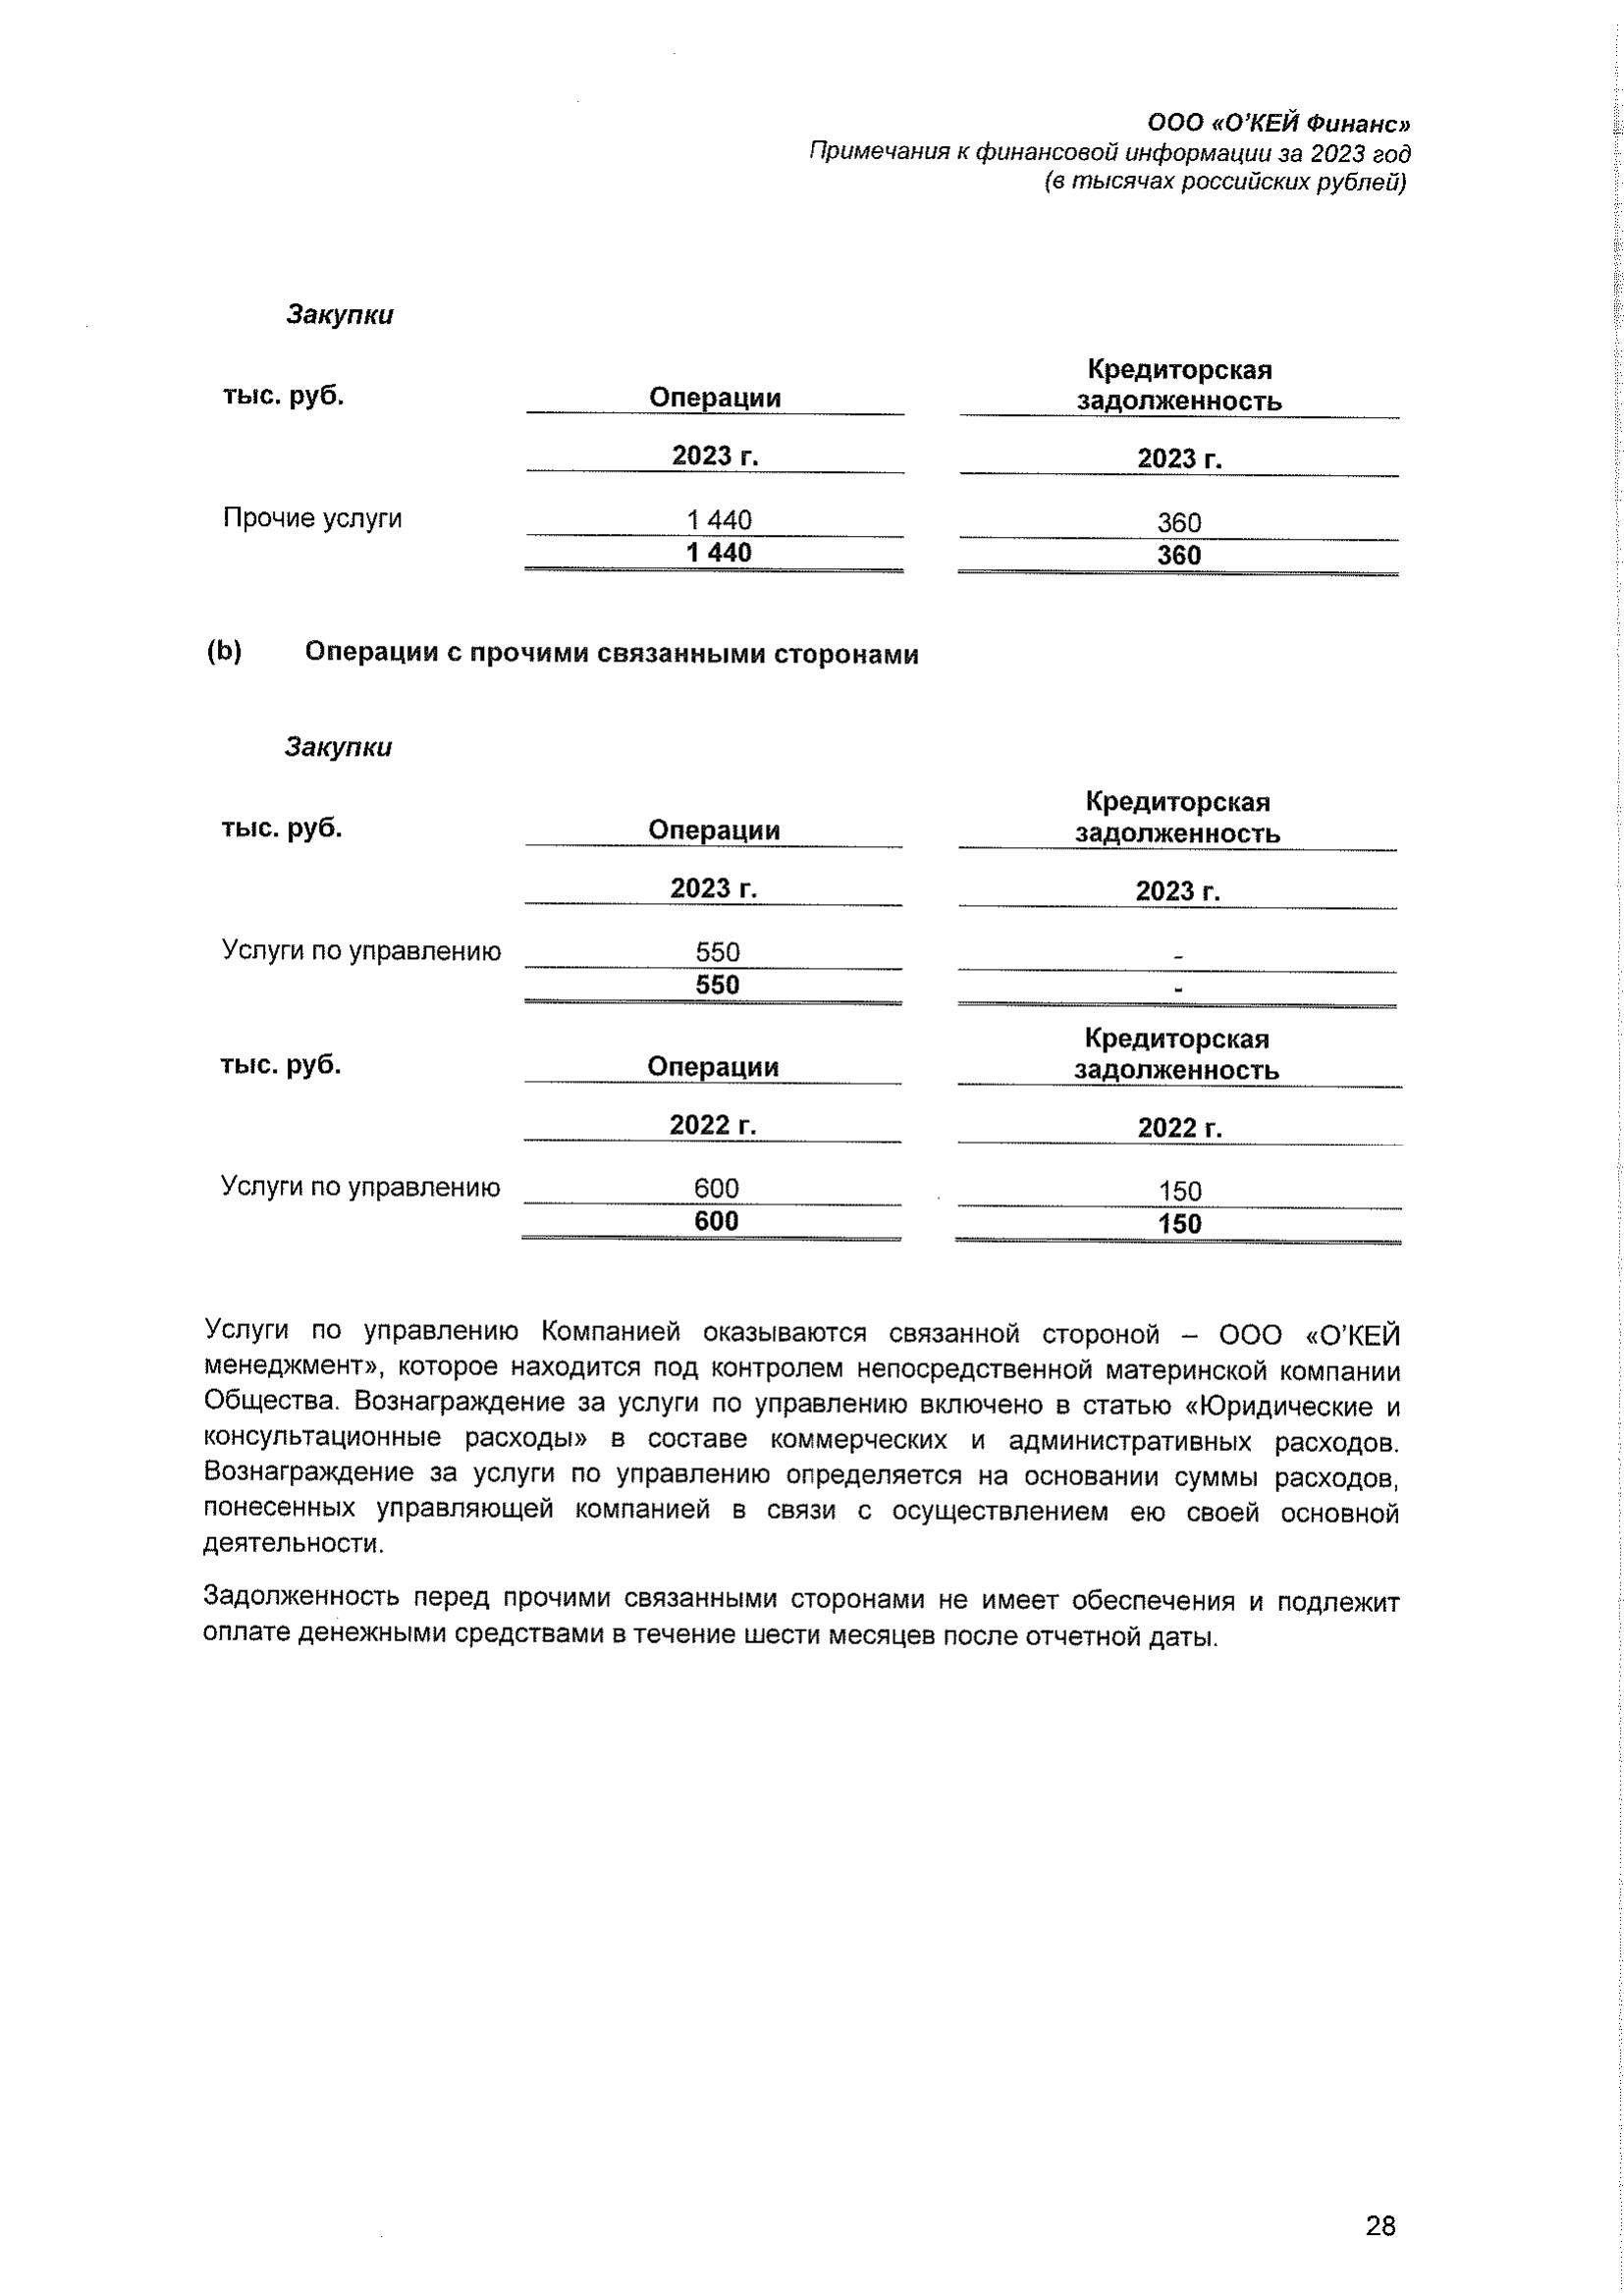 ООО «О'КЕЙ Финанс»
Примечания к финансовой информации за 2023 год
(в тысячах российских рублей)
Закупки
тыс. руб. Операции Кредиторская задолженность
2023 г. 2023 г.
Прочие услуги 1 440 360
1 440 360
(b) Операции с прочими связанными сторонами
Закупки
тыс. руб. Операции Кредиторская задолженность
2023 г. 2023 г.
Услуги по управлению 550 -
550 -
тыс. руб. Операции Кредиторская задолженность
2022 г. 2022 г.
Услуги по управлению 600 150
600 150
Услуги по управлению Компанией оказываются связанной стороной – ООО «О'КЕЙ
менеджмент», которое находится под контролем непосредственной материнской компании
Общества. Вознаграждение за услуги по управлению включено в статью «Юридические и
консультационные расходы» в составе коммерческих и административных расходов.
Вознаграждение за услуги по управлению определяется на основании суммы расходов,
понесенных управляющей компанией в связи с осуществлением ею своей основной
деятельности.
Задолженность перед прочими связанными сторонами не имеет обеспечения и подлежит
оплате денежными средствами в течение шести месяцев после отчетной даты.
28